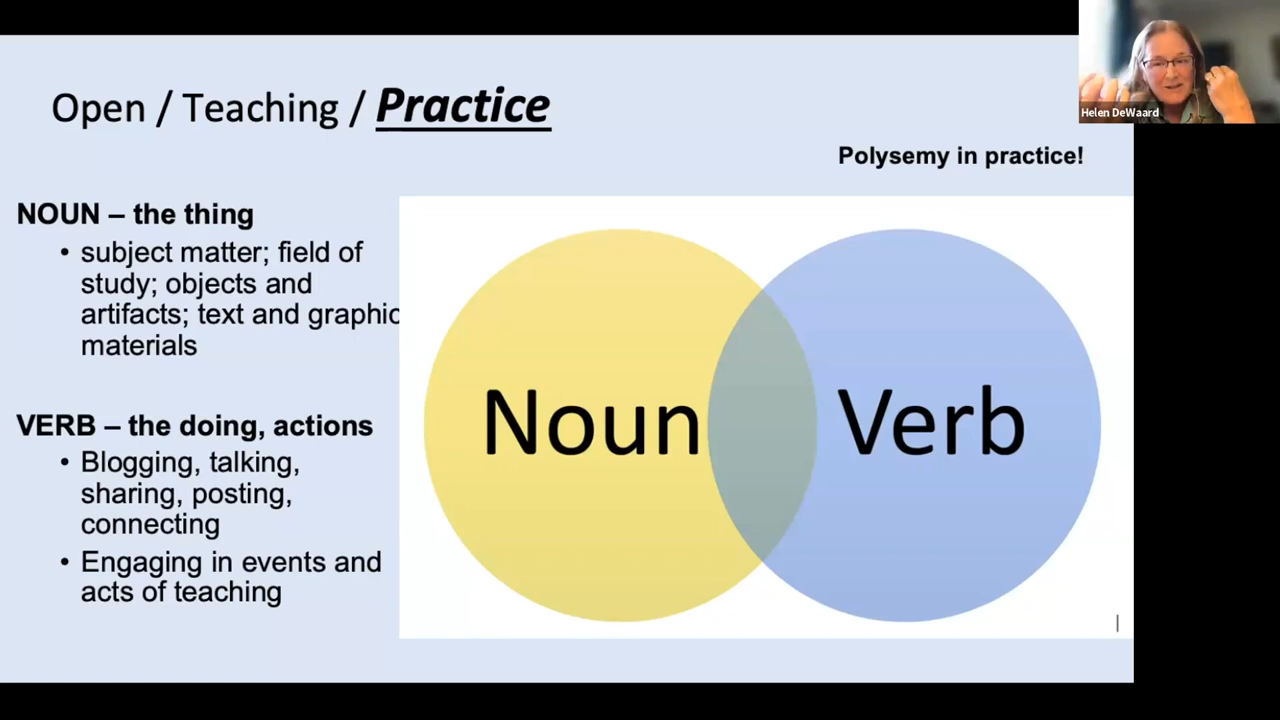 Open / Teaching / Practice
Helen DeWaard
Polysemy in practice!
NOUN – the thing
• subject matter; field of
study; objects and
artifacts; text and graphic
materials
VERB – the doing, actions
• Blogging, talking,
sharing, posting,
connecting
• Engaging in events and
acts of teaching
Noun
Verb